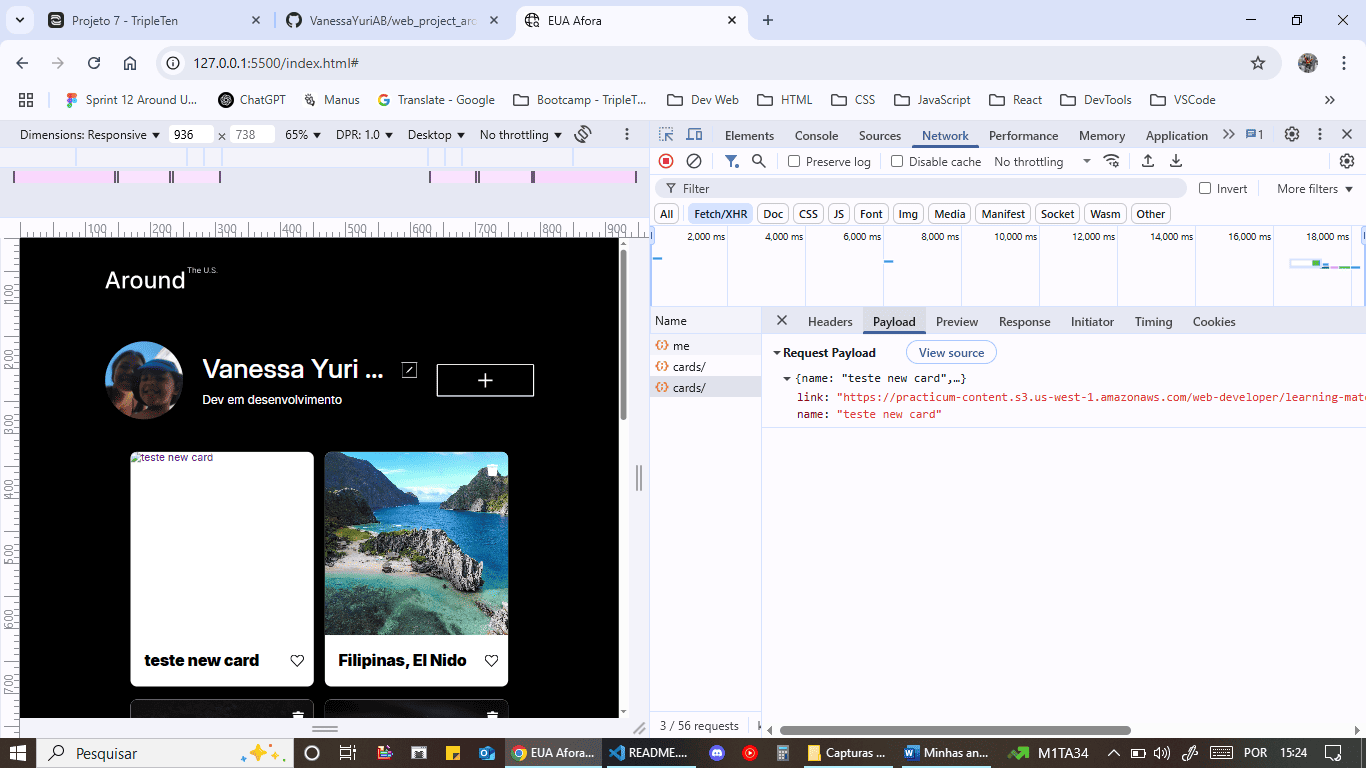 Projeto 7 - TripleTen
VanessaYuriAB/web_project_aro
EUA Afora
127.0.0.1:5500/index.html#
Sprint 12 Around U...
ChatGPT
Manus
Translate - Google
Bootcamp - TripleT...
Dev Web
HTML
CSS
JavaScript
React
DevTools
VSCode
Dimensions: Responsive
936
x
738
65%
DPR: 1.0
Desktop
No throttling
Elements
Console
Sources
Network
Performance
Memory
Application
1
Preserve log
Disable cache
No throttling
Filter
Invert
More filters
All
Fetch/XHR
Doc
CSS
JS
Font
Img
Media
Manifest
Socket
Wasm
Other
2,000 ms
4,000 ms
6,000 ms
8,000 ms
10,000 ms
12,000 ms
14,000 ms
16,000 ms
18,000 ms
100
200
300
400
500
600
700
800
900
100
200
300
400
500
600
700
Around The U.S.
Vanessa Yuri ...
Dev em desenvolvimento
teste new card
teste new card
Filipinas, El Nido
Name
me
cards/
cards/
Headers
Payload
Preview
Response
Initiator
Timing
Cookies
Request Payload
View source
{name: "teste new card",…}
link: "https://practicum-content.s3.us-west-1.amazonaws.com/web-developer/learning-mate
name: "teste new card"
3 / 56 requests
Pesquisar
EUA Afora...
README....
Capturas ...
Minhas an...
M1TA34
POR
15:24